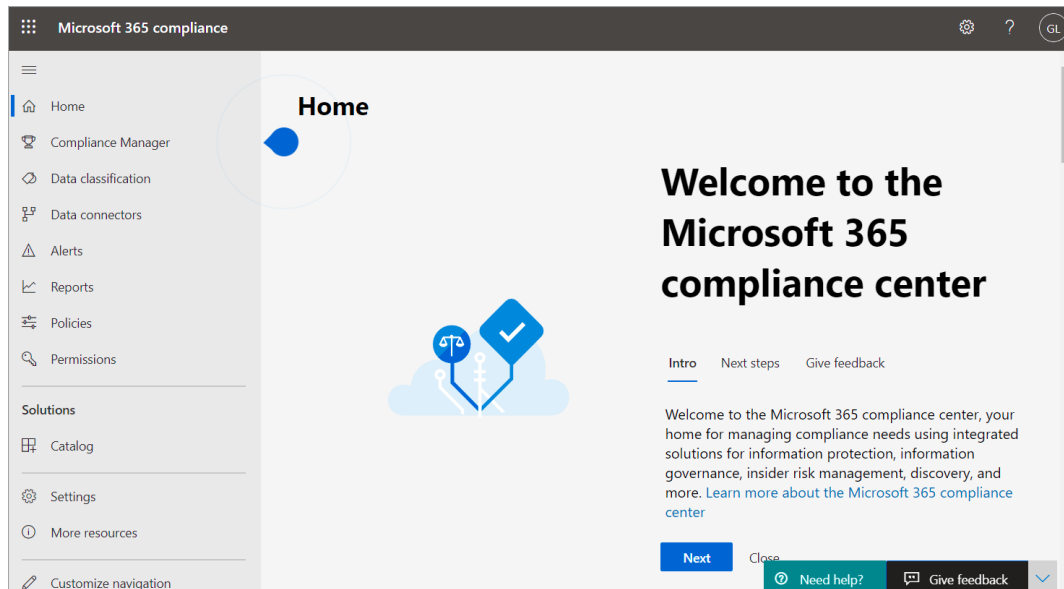 Microsoft 365 compliance
?
GL
Home
Compliance Manager
Data classification
Data connectors
Alerts
Reports
Policies
Permissions
Solutions
Catalog
Settings
More resources
Customize navigation
Home
Welcome to the
Microsoft 365
compliance center
Intro Next steps Give feedback
Welcome to the Microsoft 365 compliance center, your
home for managing compliance needs using integrated
solutions for information protection, information
governance, insider risk management, discovery, and
more. Learn more about the Microsoft 365 compliance
center
Next Close
Need help? Give feedback